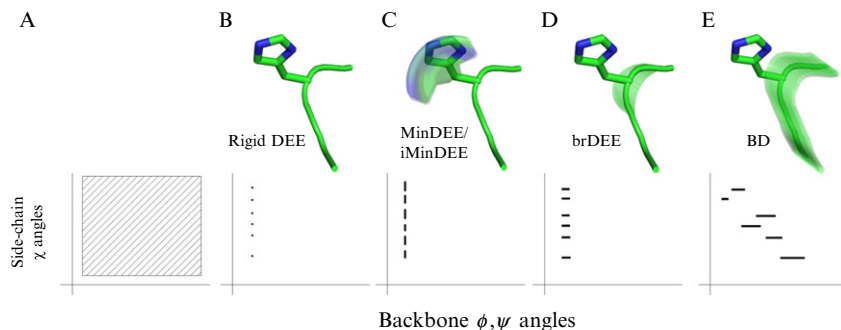 A B C D E
Rigid DEE
MinDEE/
iMinDEE
brDEE
BD
Side-chain
χ angles
Backbone ϕ,ψ angles